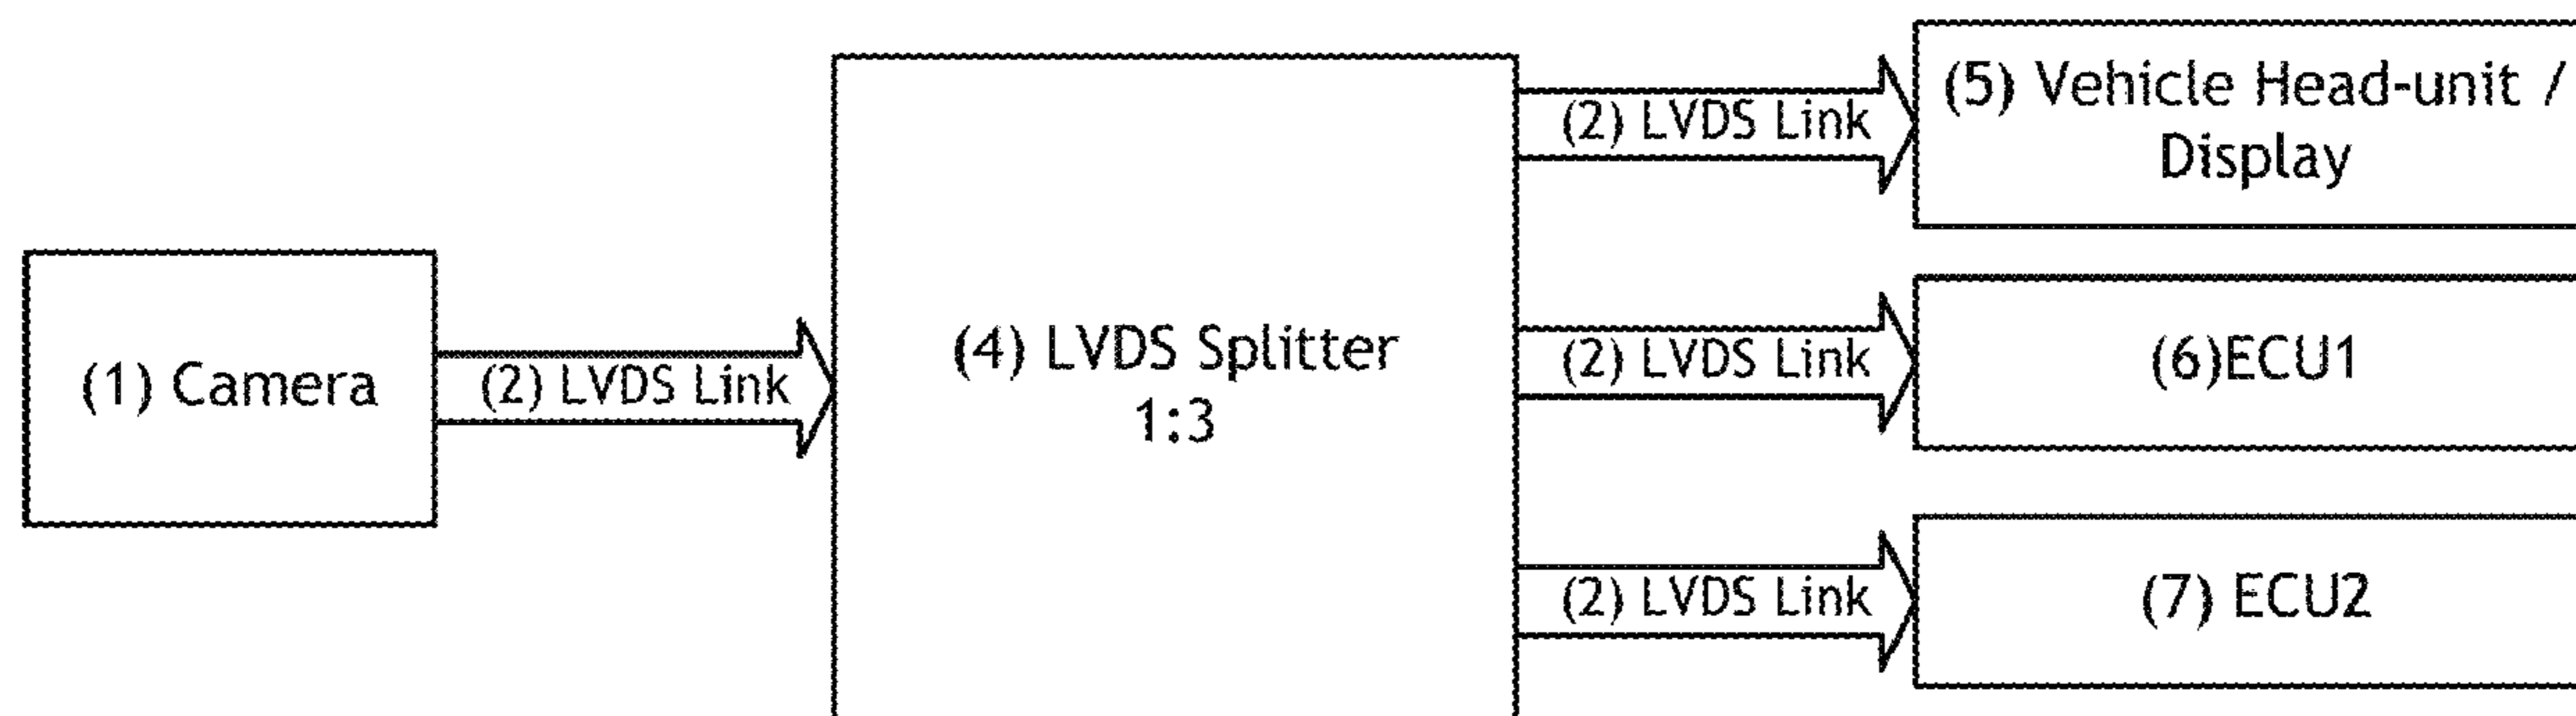 (1) Camera
(2) LVDS Link
(4) LVDS Splitter
1:3
(2) LVDS Link
(5) Vehicle Head-unit /
Display
(2) LVDS Link
(6)ECU1
(2) LVDS Link
(7) ECU2